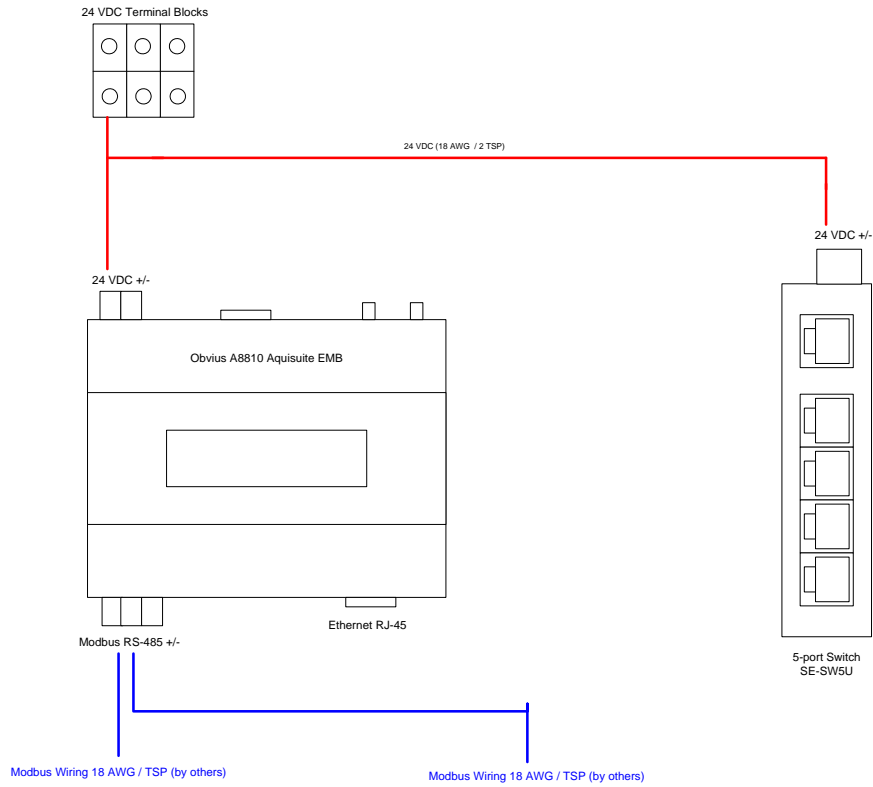 24 VDC Terminal Blocks
24 VDC (18 AWG  / 2 TSP)
24 VDC +/-
24 VDC +/-
Obvius A8810 Aquisuite EMB
Ethernet RJ-45
Modbus RS-485 +/-
5-port Switch
SE-SW5U
Modbus Wiring 18 AWG / TSP (by others)
Modbus Wiring 18 AWG / TSP (by others)